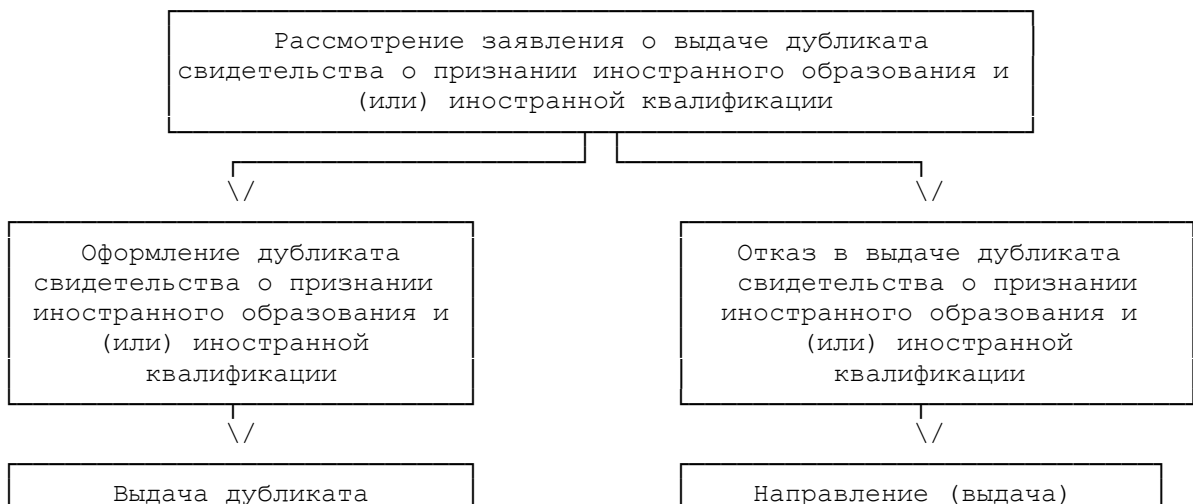 Рассмотрение заявления о выдаче дубликата
свидетельства о признании иностранного образования и
(или) иностранной квалификации
\/
\/
Оформление дубликата
свидетельства о признании
иностранного образования и
(или) иностранной
квалификации
Отказ в выдаче дубликата
свидетельства о признании
иностранного образования и
(или) иностранной
квалификации
\/
\/
Выдача дубликата
Направление (выдача)